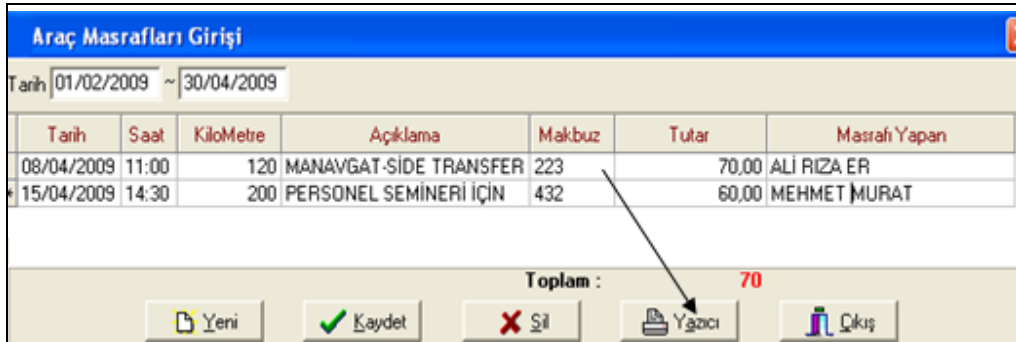 Araç Masrafları Girişi
Tarih 01/02/2009 ~ 30/04/2009
Tarih Saat KiloMetre Açıklama Makbuz Tutar Masrafı Yapan
08/04/2009 11:00 120 MANAVGAT-SİDE TRANSFER 223 70,00 ALİ RIZA ER
* 15/04/2009 14:30 200 PERSONEL SEMİNERİ İÇİN 432 60,00 MEHMET MURAT
Toplam : 70
Yeni Kaydet Sil Yazıcı Çıkış